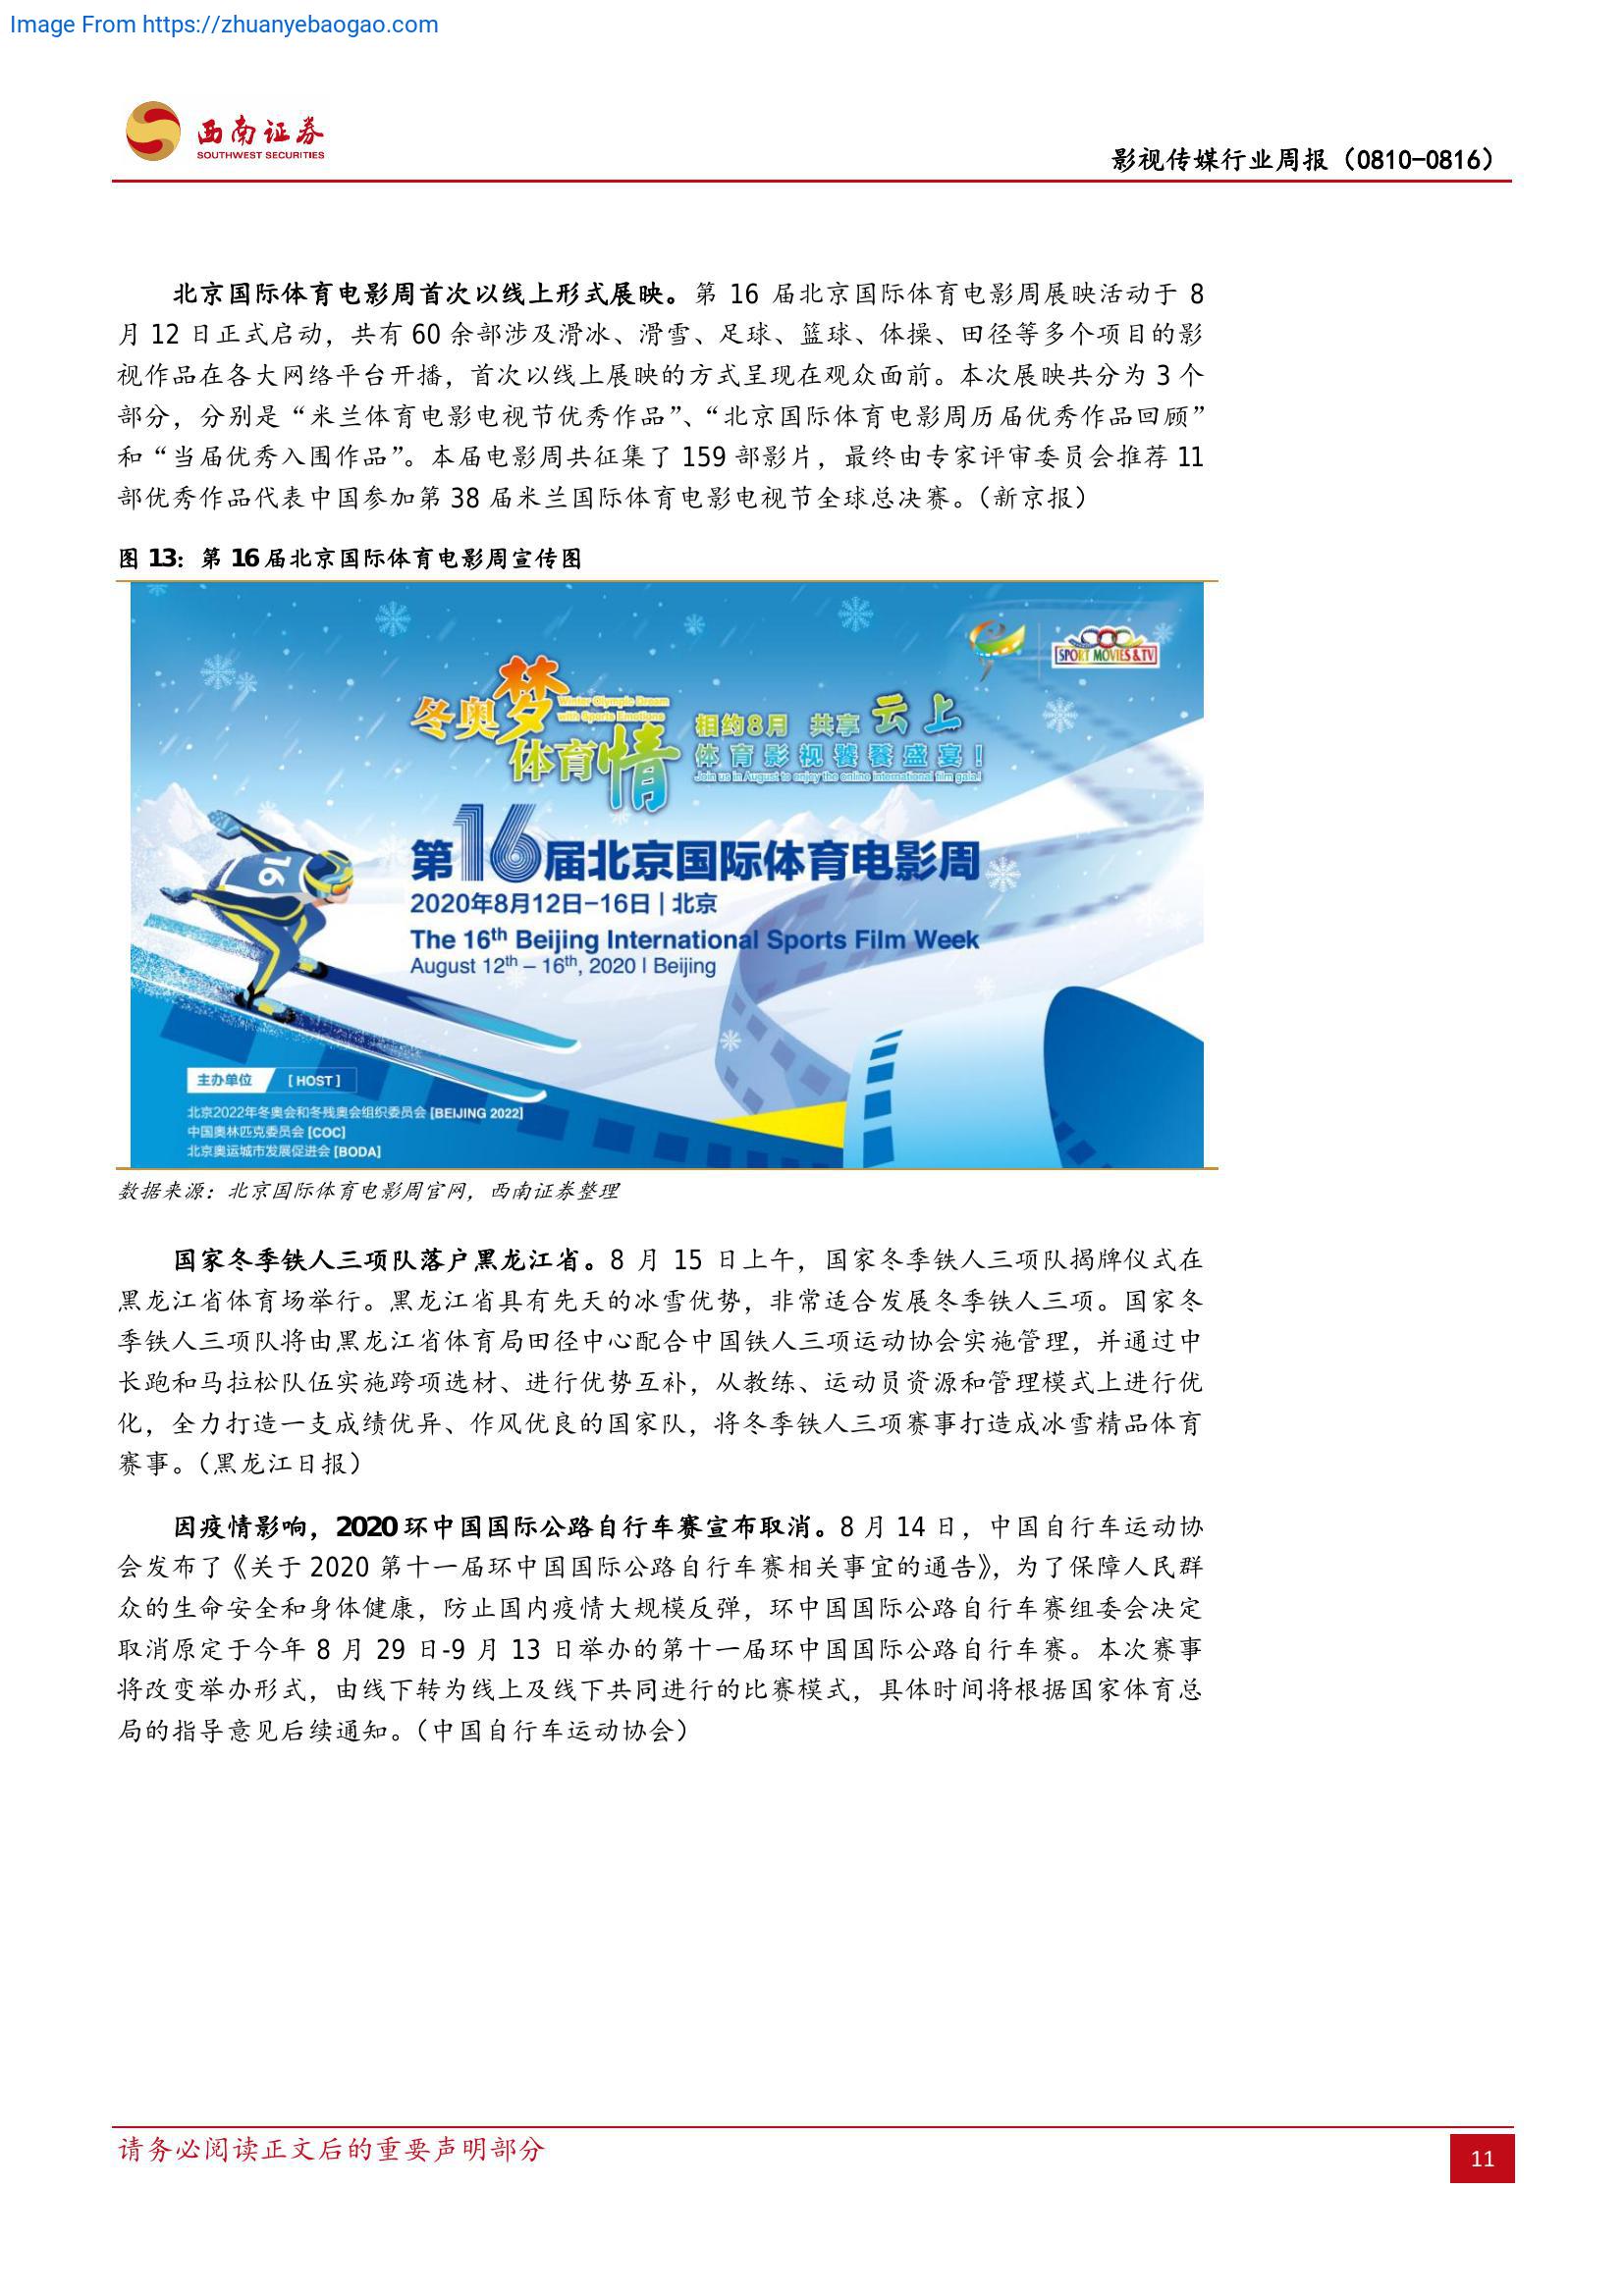 Image From https://zhuanyebaogao.com
西南证券
SOUTHWEST SECURITIES
影视传媒行业周报（0810-0816）
北京国际体育电影周首次以线上形式展映。第 16 届北京国际体育电影周展映活动于 8
月 12 日正式启动，共有 60 余部涉及滑冰、滑雪、足球、篮球、体操、田径等多个项目的影
视作品在各大网络平台开播，首次以线上展映的方式呈现在观众面前。本次展映共分为 3 个
部分，分别是“米兰体育电影电视节优秀作品”、“北京国际体育电影周历届优秀作品回顾”
和“当届优秀入围作品”。本届电影周共征集了 159 部影片，最终由专家评审委员会推荐 11
部优秀作品代表中国参加第 38 届米兰国际体育电影电视节全球总决赛。（新京报）
图 13：第 16 届北京国际体育电影周宣传图
SPORT MOVIES & TV
冬奥梦
Winter Olympic Dream
with Sports Emotions
体育情
相约8月 共享云上
体育影视饕餮盛宴！
Join us in August to enjoy the online international film gala!
第16届北京国际体育电影周
2020年8月12日-16日 | 北京
The 16th Beijing International Sports Film Week
August 12th – 16th, 2020 | Beijing
16
主办单位 [ HOST ]
北京2022年冬奥会和冬残奥会组织委员会 [BEIJING 2022]
中国奥林匹克委员会 [COC]
北京奥运城市发展促进会 [BODA]
数据来源：北京国际体育电影周官网，西南证券整理
国家冬季铁人三项队落户黑龙江省。8 月 15 日上午，国家冬季铁人三项队揭牌仪式在
黑龙江省体育场举行。黑龙江省具有先天的冰雪优势，非常适合发展冬季铁人三项。国家冬
季铁人三项队将由黑龙江省体育局田径中心配合中国铁人三项运动协会实施管理，并通过中
长跑和马拉松队伍实施跨项选材、进行优势互补，从教练、运动员资源和管理模式上进行优
化，全力打造一支成绩优异、作风优良的国家队，将冬季铁人三项赛事打造成冰雪精品体育
赛事。（黑龙江日报）
因疫情影响，2020 环中国国际公路自行车赛宣布取消。8 月 14 日，中国自行车运动协
会发布了《关于 2020 第十一届环中国国际公路自行车赛相关事宜的通告》，为了保障人民群
众的生命安全和身体健康，防止国内疫情大规模反弹，环中国国际公路自行车赛组委会决定
取消原定于今年 8 月 29 日-9 月 13 日举办的第十一届环中国国际公路自行车赛。本次赛事
将改变举办形式，由线下转为线上及线下共同进行的比赛模式，具体时间将根据国家体育总
局的指导意见后续通知。（中国自行车运动协会）
请务必阅读正文后的重要声明部分
11